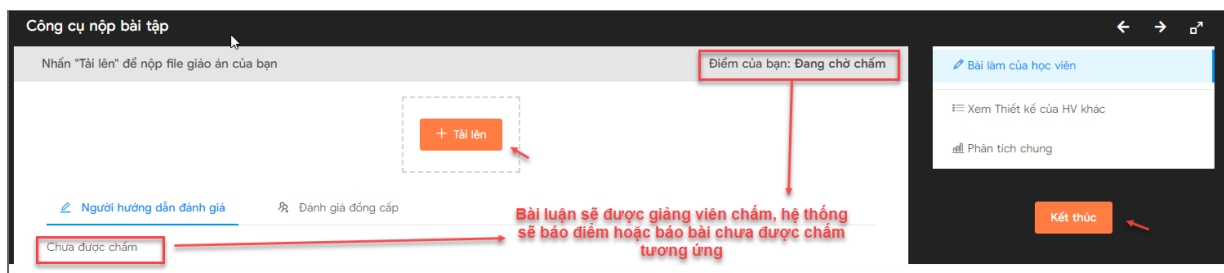 Công cụ nộp bài tập
Nhấn "Tải lên" để nộp file giáo án của bạn
Điểm của bạn: Đang chờ chấm
+ Tải lên
Người hướng dẫn đánh giá
Đánh giá đồng cấp
Chưa được chấm
Bài luận sẽ được giảng viên chấm, hệ thống
sẽ báo điểm hoặc báo bài chưa được chấm
tương ứng
Bài làm của học viên
Xem Thiết kế của HV khác
Phân tích chung
Kết thúc